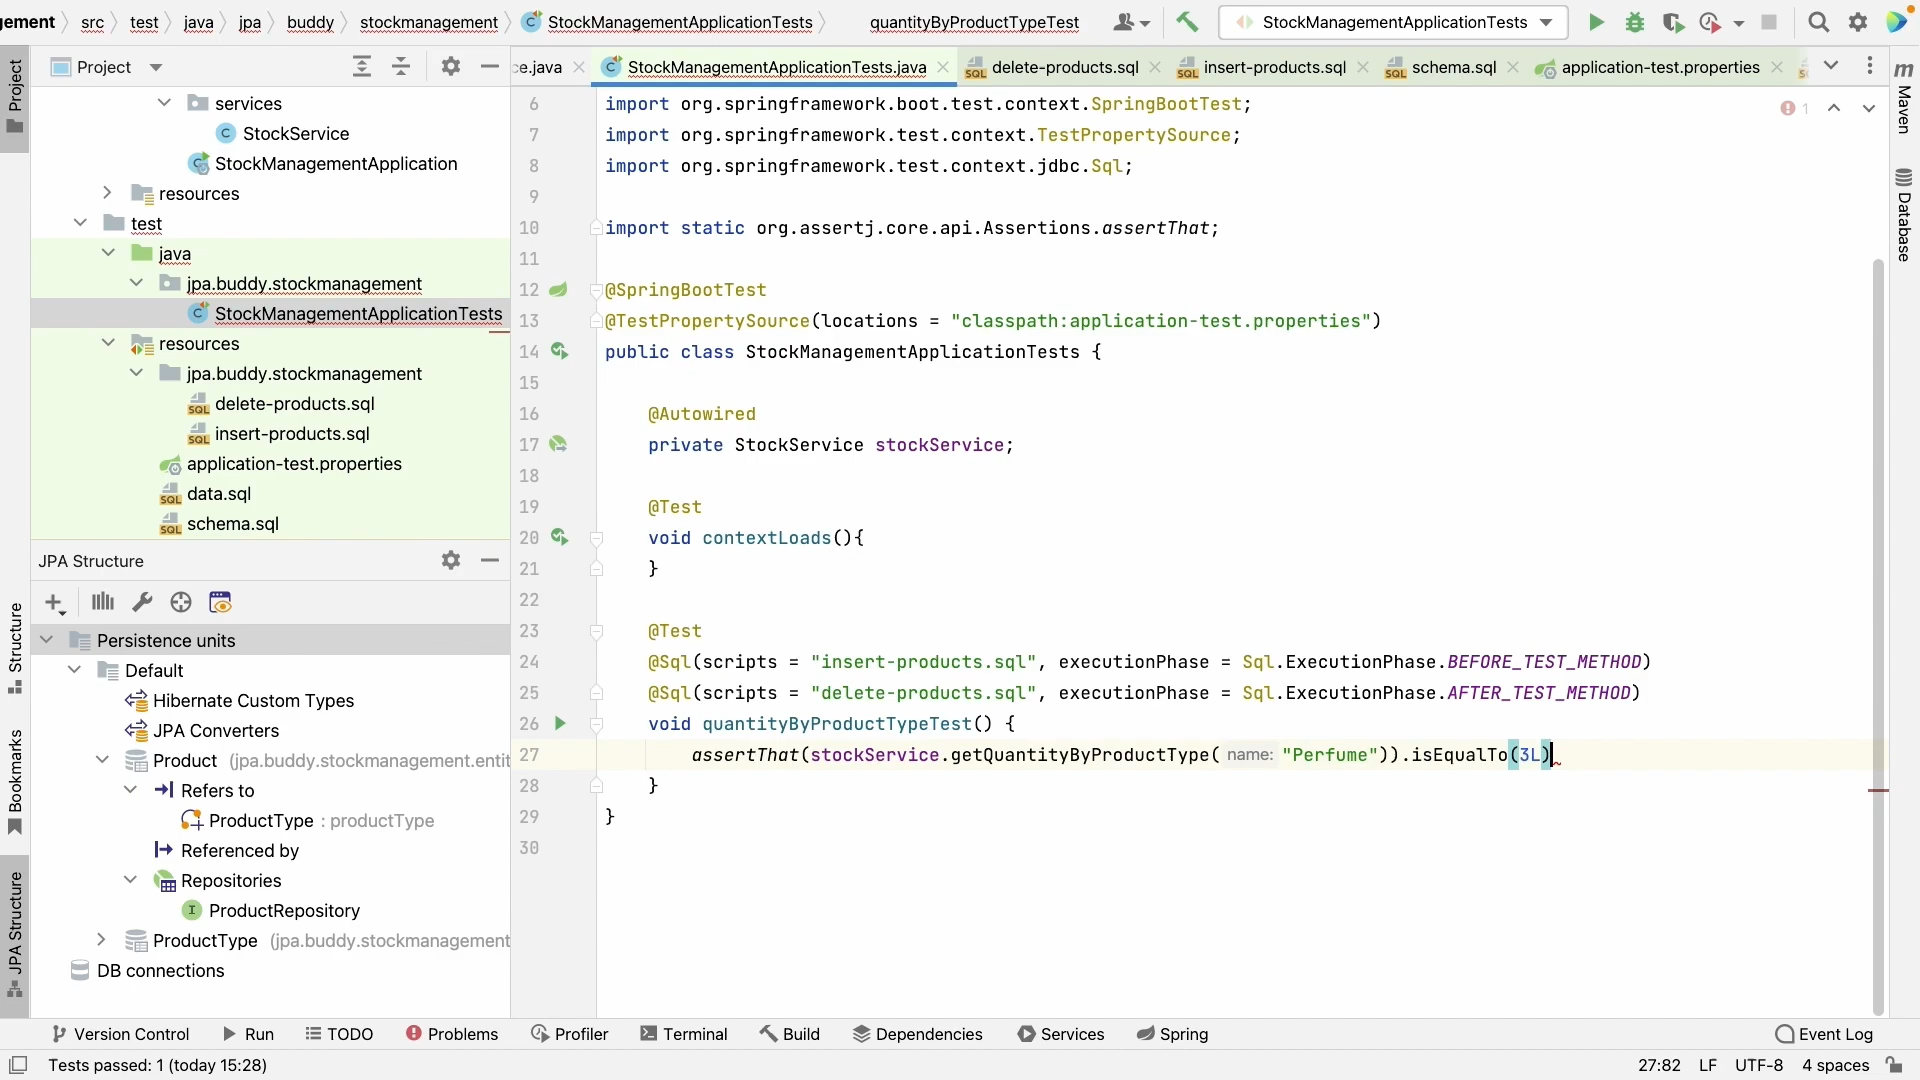 gement
src
test
java
jpa
buddy
stockmanagement
StockManagementApplicationTests
quantityByProductTypeTest
StockManagementApplicationTests
Project
ce.java
StockManagementApplicationTests.java
delete-products.sql
insert-products.sql
schema.sql
application-test.properties
Project
Structure
Bookmarks
JPA Structure
services
StockService
StockManagementApplication
resources
test
java
jpa.buddy.stockmanagement
StockManagementApplicationTests
resources
jpa.buddy.stockmanagement
delete-products.sql
insert-products.sql
application-test.properties
data.sql
schema.sql
JPA Structure
Persistence units
Default
Hibernate Custom Types
JPA Converters
Product (jpa.buddy.stockmanagement.entit
Refers to
ProductType : productType
Referenced by
Repositories
ProductRepository
ProductType (jpa.buddy.stockmanagement
DB connections
6 import org.springframework.boot.test.context.SpringBootTest;
7 import org.springframework.test.context.TestPropertySource;
8 import org.springframework.test.context.jdbc.Sql;
9
10 import static org.assertj.core.api.Assertions.assertThat;
11
12 @SpringBootTest
13 @TestPropertySource(locations = "classpath:application-test.properties")
14 public class StockManagementApplicationTests {
15
16 @Autowired
17 private StockService stockService;
18
19 @Test
20 void contextLoads(){
21 }
22
23 @Test
24 @Sql(scripts = "insert-products.sql", executionPhase = Sql.ExecutionPhase.BEFORE_TEST_METHOD)
25 @Sql(scripts = "delete-products.sql", executionPhase = Sql.ExecutionPhase.AFTER_TEST_METHOD)
26 void quantityByProductTypeTest() {
27 assertThat(stockService.getQuantityByProductType( name: "Perfume")).isEqualTo(3L)
28 }
29 }
30
1
m Maven
Database
Version Control
Run
TODO
Problems
Profiler
Terminal
Build
Dependencies
Services
Spring
Event Log
Tests passed: 1 (today 15:28)
27:82
LF
UTF-8
4 spaces